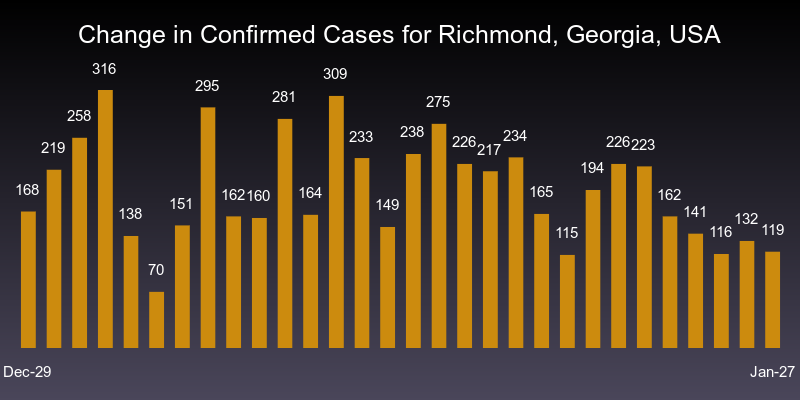 Change in Confirmed Cases for Richmond, Georgia, USA
168 219 258 316 138 70 151 295 162 160 281 164 309 233 149 238 275 226 217 234 165 115 194 226 223 162 141 116 132 119
Dec-29 Jan-27